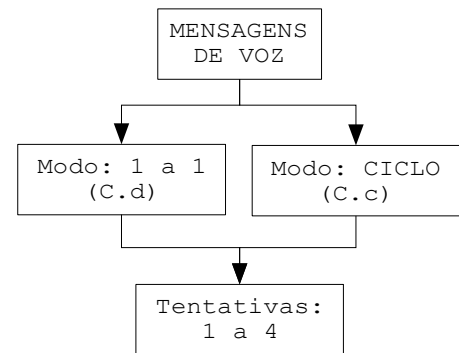 MENSAGENS
DE VOZ
Modo: 1 a 1
(C.d)
Modo: CICLO
(C.c)
Tentativas:
1 a 4